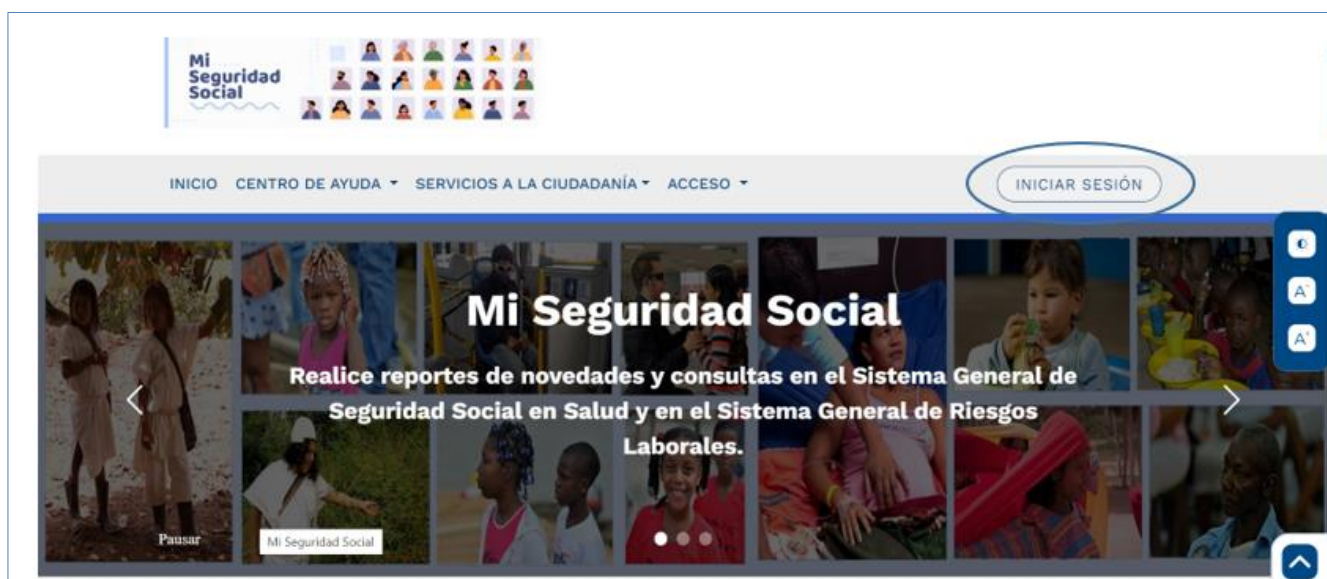 Mi
Seguridad
Social
INICIO CENTRO DE AYUDA SERVICIOS A LA CIUDADANÍA ACCESO INICIAR SESIÓN
A-
A+
Mi Seguridad Social
Realice reportes de novedades y consultas en el Sistema General de
Seguridad Social en Salud y en el Sistema General de Riesgos
Laborales.
Pausar
Mi Seguridad Social